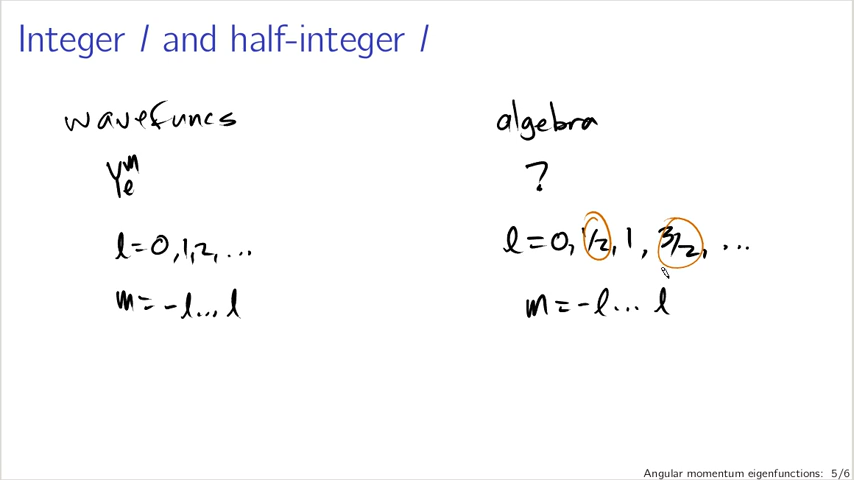 Integer l and half-integer l
wavefuncs
Yₗᵐ
l = 0, 1, 2, ...
m = -l ... l
algebra
?
l = 0, 1/2, 1, 3/2, ...
m = -l ... l
Angular momentum eigenfunctions: 5/6